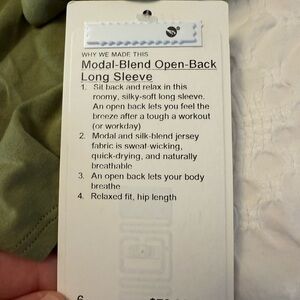 WHY WE MADE THIS
Modal-Blend Open-Back
Long Sleeve
1. Sit back and relax in this
roomy, silky-soft long sleeve.
An open back lets you feel the
breeze after a tough a workout
(or workday)
2. Modal and silk-blend jersey
fabric is sweat-wicking,
quick-drying, and naturally
breathable
3. An open back lets your body
breathe
4. Relaxed fit, hip length
6